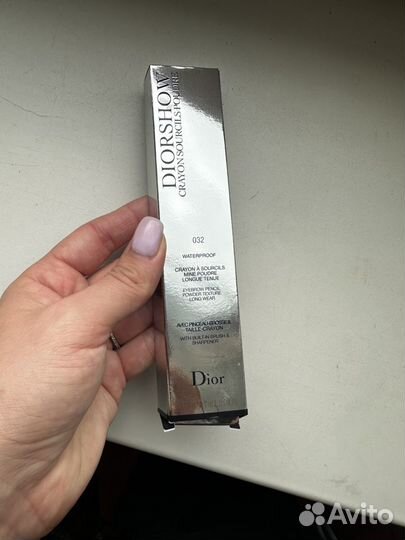 DIORSHOW
CRAYON SOURCILS POUDRE
032
WATERPROOF
CRAYON À SOURCILS
MINE POUDRE
LONGUE TENUE
EYEBROW PENCIL
POWDER TEXTURE
LONG WEAR
AVEC PINCEAU-BROSSE &
TAILLE-CRAYON
WITH BUILT-IN BRUSH &
SHARPENER
Dior
Avito